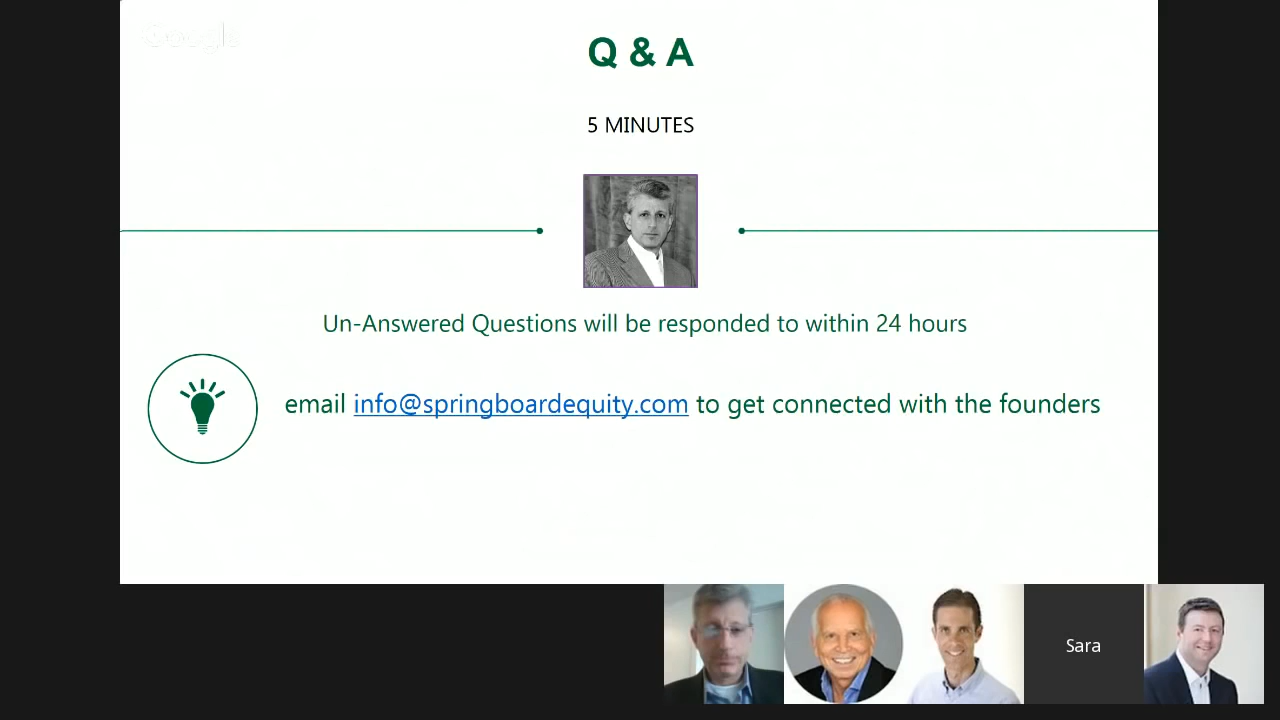 Google
Q & A
5 MINUTES
Un-Answered Questions will be responded to within 24 hours
email info@springboardequity.com to get connected with the founders
Sara